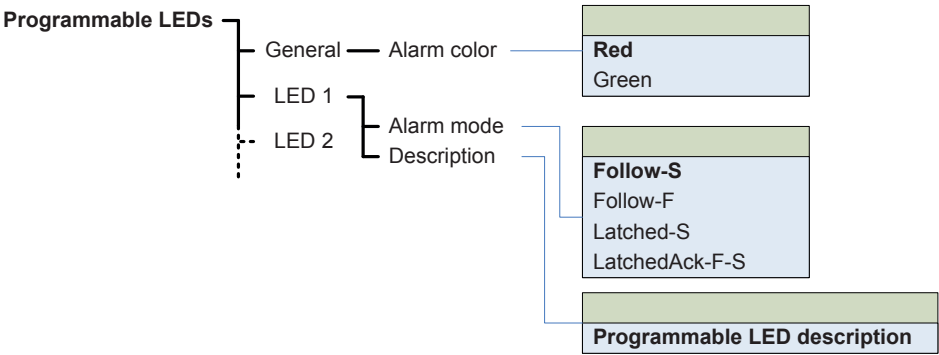 Programmable LEDs
General
Alarm color
Red
Green
LED 1
LED 2
Alarm mode
Description
Follow-S
Follow-F
Latched-S
LatchedAck-F-S
Programmable LED description